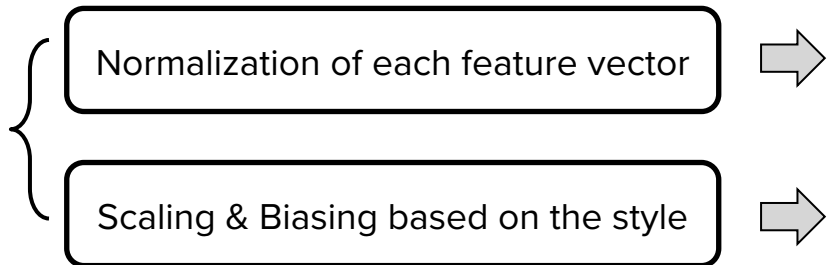 Normalization of each feature vector
Scaling & Biasing based on the style